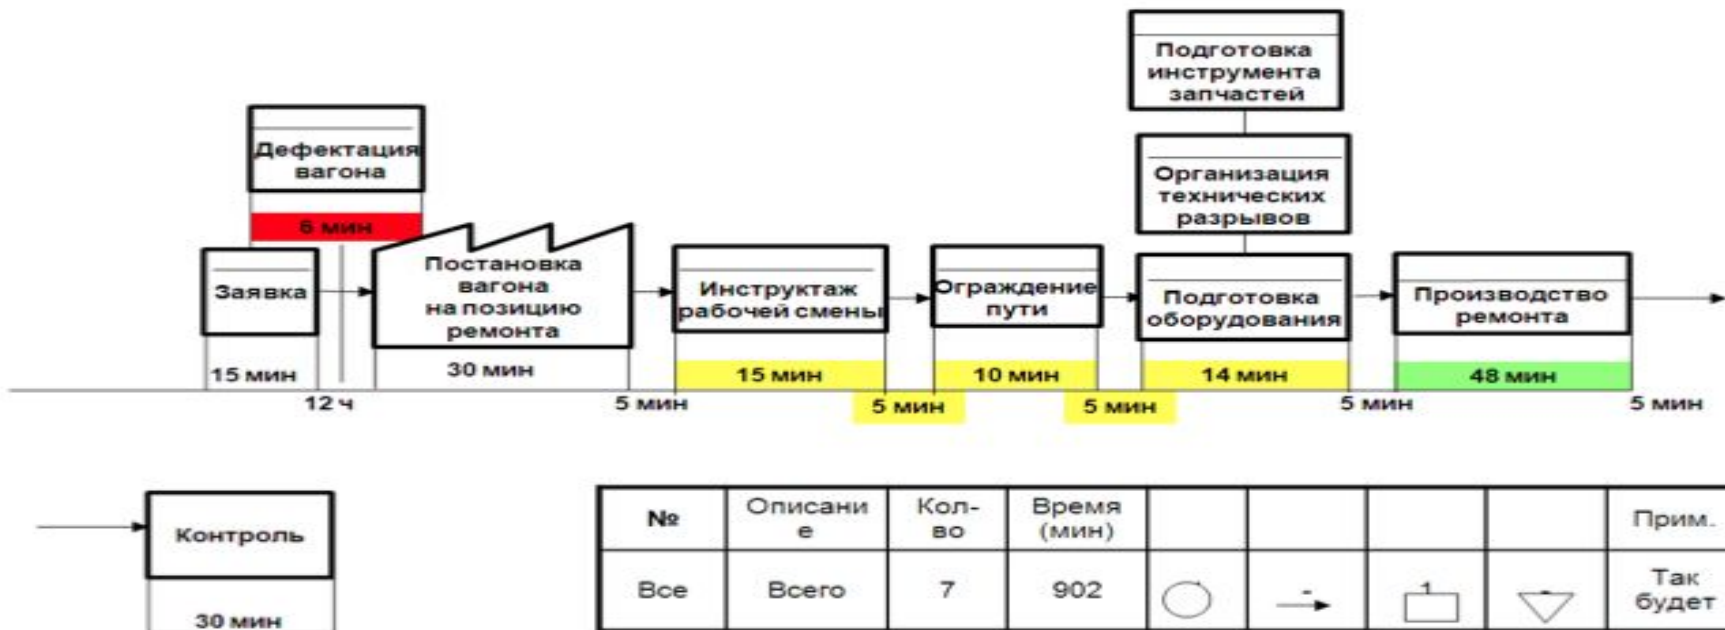 Подготовка
инструмента
запчастей
Дефектация
вагона
6 мин
Организация
технических
разрывов
Заявка
Постановка
вагона
на позицию
ремонта
Инструктаж
рабочей смены
Ограждение
пути
Подготовка
оборудования
Производство
ремонта
15 мин
30 мин
15 мин
10 мин
14 мин
48 мин
12 ч
5 мин
5 мин
5 мин
5 мин
5 мин
Контроль
30 мин
№
Описани
е
Кол-
во
Время
(мин)
Прим.
Все
Всего
7
902
-
1
-
Так
будет